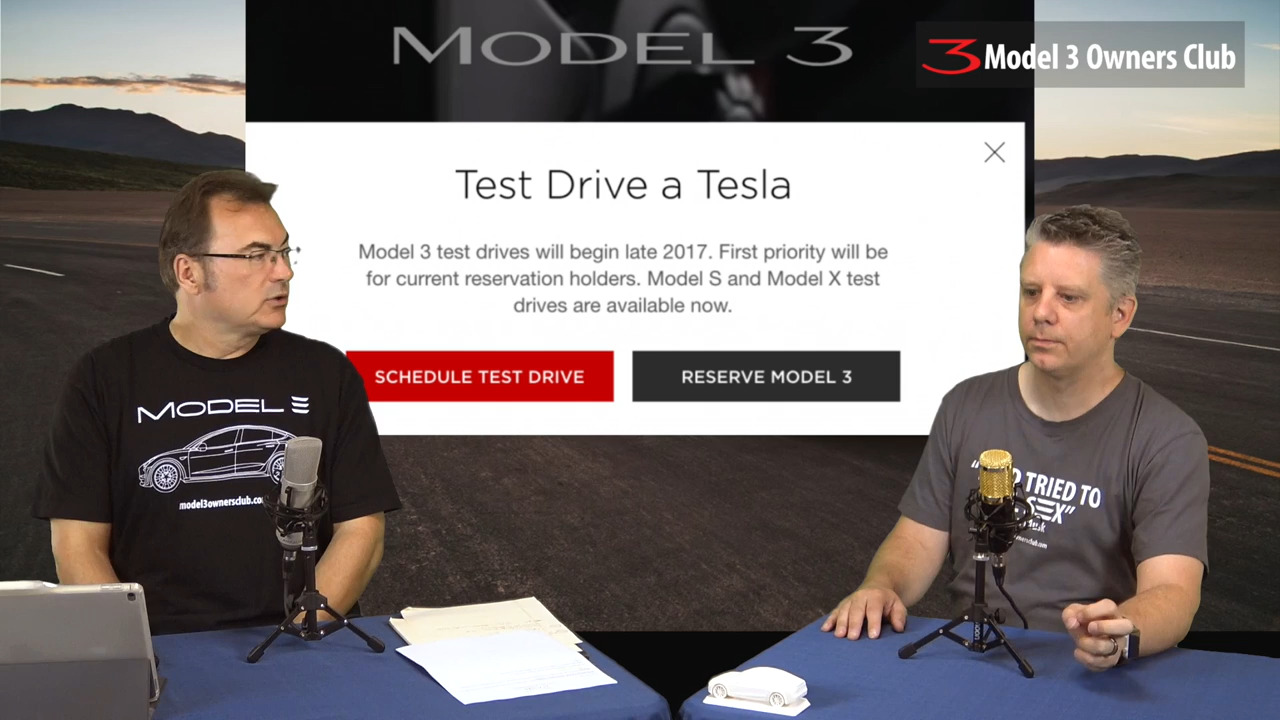 MODEL 3
3 Model 3 Owners Club
Test Drive a Tesla
Model 3 test drives will begin late 2017. First priority will be
for current reservation holders. Model S and Model X test
drives are available now.
SCHEDULE TEST DRIVE
RESERVE MODEL 3
MODEL Ξ
model3ownersclub.co
TRIED TO
SΞX"